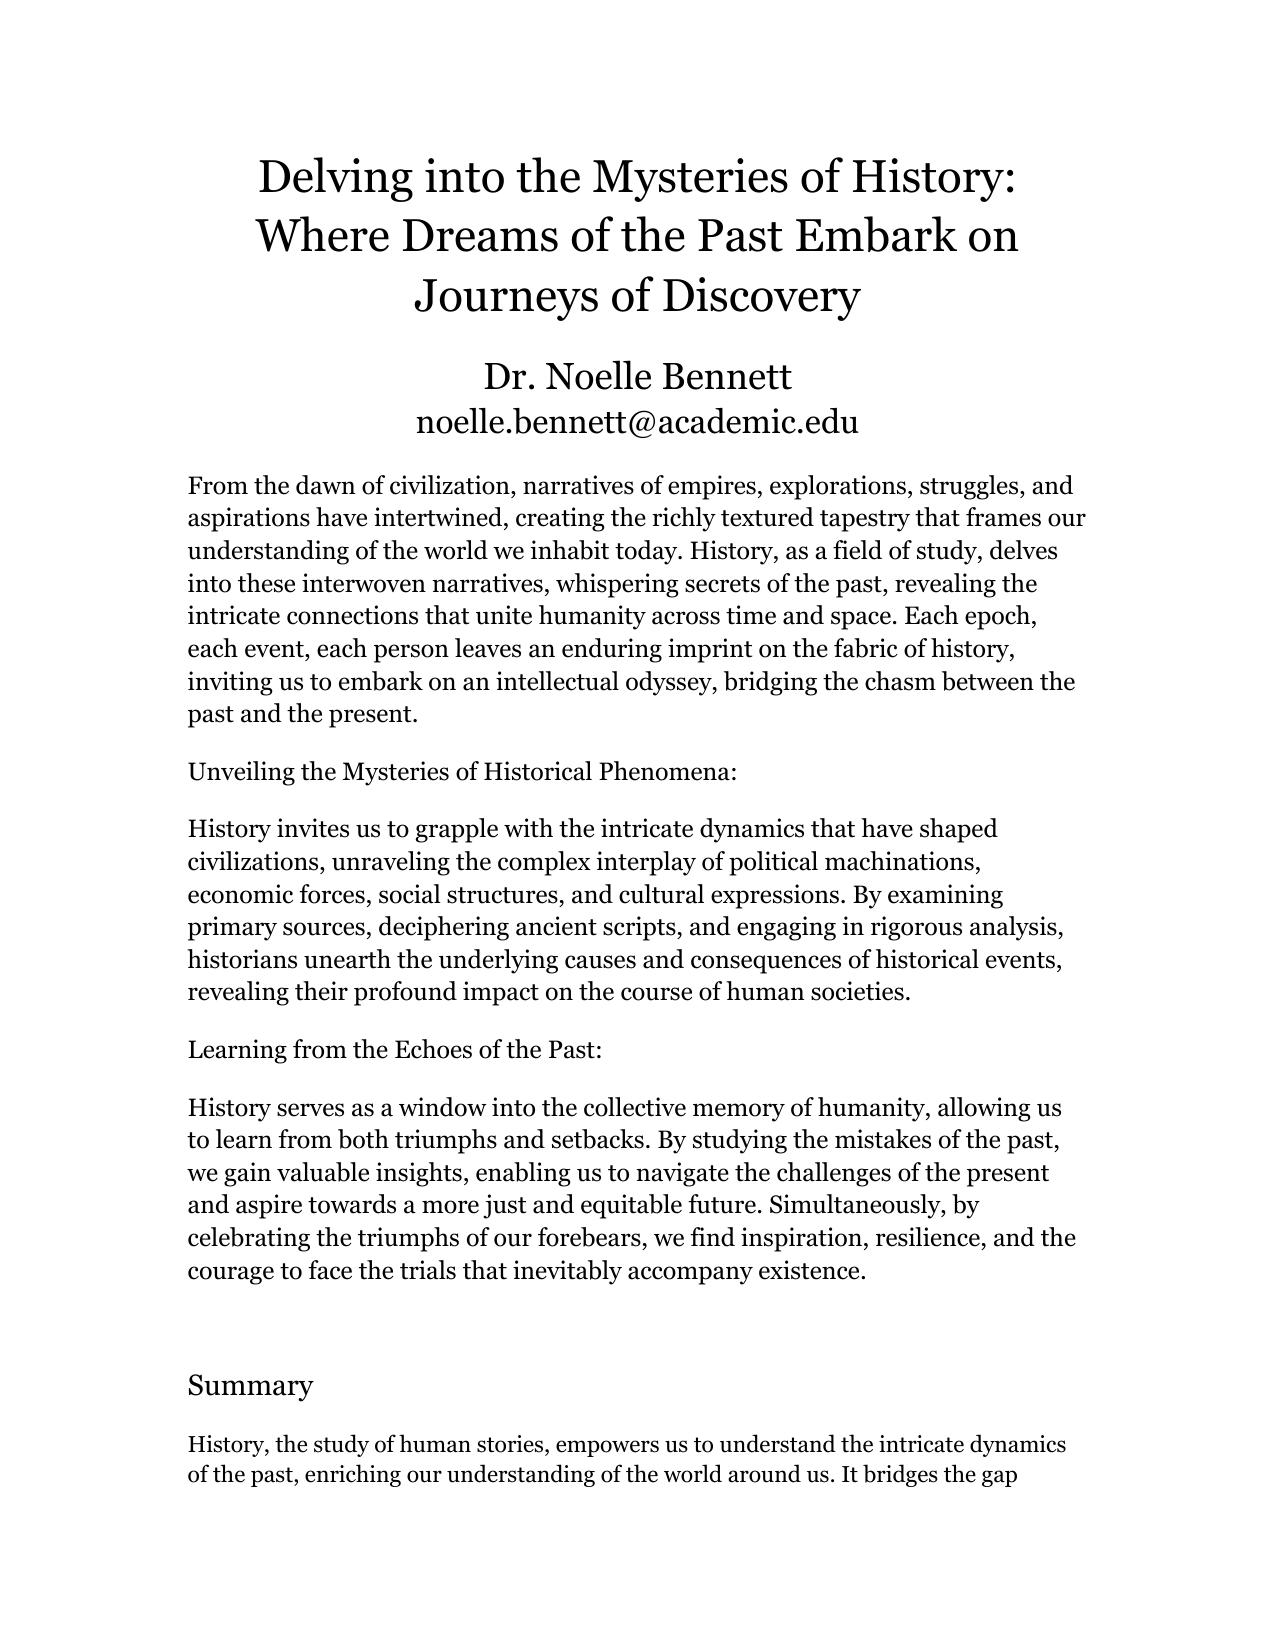 Delving into the Mysteries of History:
Where Dreams of the Past Embark on
Journeys of Discovery
Dr. Noelle Bennett
noelle.bennett@academic.edu
From the dawn of civilization, narratives of empires, explorations, struggles, and
aspirations have intertwined, creating the richly textured tapestry that frames our
understanding of the world we inhabit today. History, as a field of study, delves
into these interwoven narratives, whispering secrets of the past, revealing the
intricate connections that unite humanity across time and space. Each epoch,
each event, each person leaves an enduring imprint on the fabric of history,
inviting us to embark on an intellectual odyssey, bridging the chasm between the
past and the present.
Unveiling the Mysteries of Historical Phenomena:
History invites us to grapple with the intricate dynamics that have shaped
civilizations, unraveling the complex interplay of political machinations,
economic forces, social structures, and cultural expressions. By examining
primary sources, deciphering ancient scripts, and engaging in rigorous analysis,
historians unearth the underlying causes and consequences of historical events,
revealing their profound impact on the course of human societies.
Learning from the Echoes of the Past:
History serves as a window into the collective memory of humanity, allowing us
to learn from both triumphs and setbacks. By studying the mistakes of the past,
we gain valuable insights, enabling us to navigate the challenges of the present
and aspire towards a more just and equitable future. Simultaneously, by
celebrating the triumphs of our forebears, we find inspiration, resilience, and the
courage to face the trials that inevitably accompany existence.
Summary
History, the study of human stories, empowers us to understand the intricate dynamics
of the past, enriching our understanding of the world around us. It bridges the gap